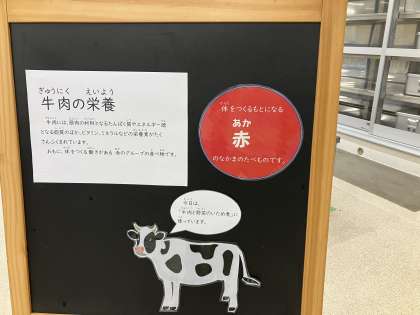 ぎゅうにく えいよう
牛肉の栄養
牛肉には、筋肉の材料となるたんぱく質やエネルギー源
となる脂質のほか、ビタミン、ミネラルなどの栄養素がたく
さんふくまれています。
おもに、体をつくる働きがある 赤のグループの食べ物です。
体をつくるもとになる
あか
赤
のなかまのたべものです。
今日は、
「牛肉と野菜のいため煮」に
使っています。